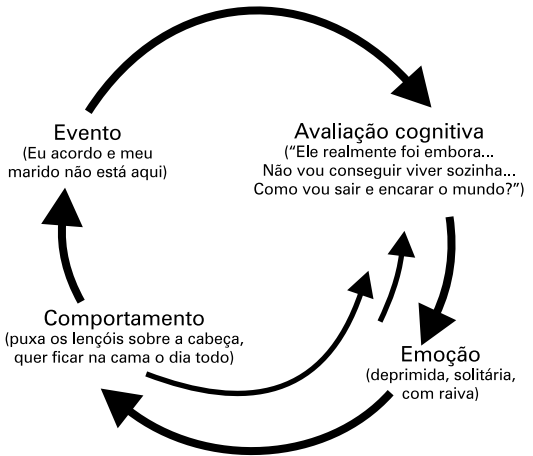 Evento
(Eu acordo e meu
marido não está aqui)
Avaliação cognitiva
(“Ele realmente foi embora...
Não vou conseguir viver sozinha...
Como vou sair e encarar o mundo?”)
Comportamento
(puxa os lençóis sobre a cabeça,
quer ficar na cama o dia todo)
Emoção
(deprimida, solitária,
com raiva)